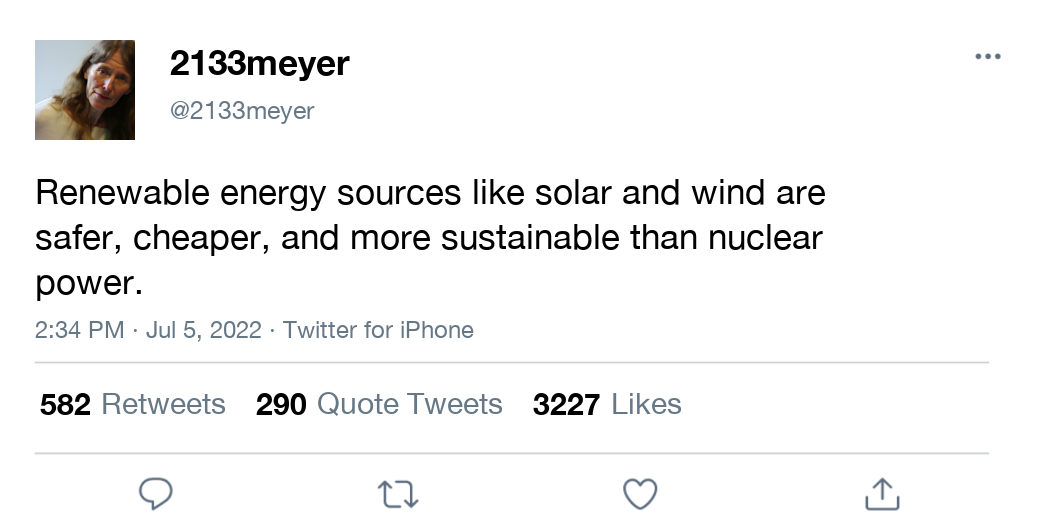 2133meyer
@2133meyer
Renewable energy sources like solar and wind are
safer, cheaper, and more sustainable than nuclear
power.
2:34 PM · Jul 5, 2022 · Twitter for iPhone
582 Retweets 290 Quote Tweets 3227 Likes